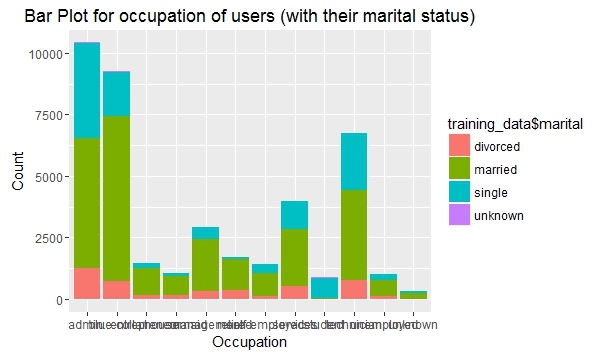 Bar Plot for occupation of users (with their marital status)
Count
10000
7500
5000
2500
0
training_data$marital
divorced
married
single
unknown
unknown
Occupation